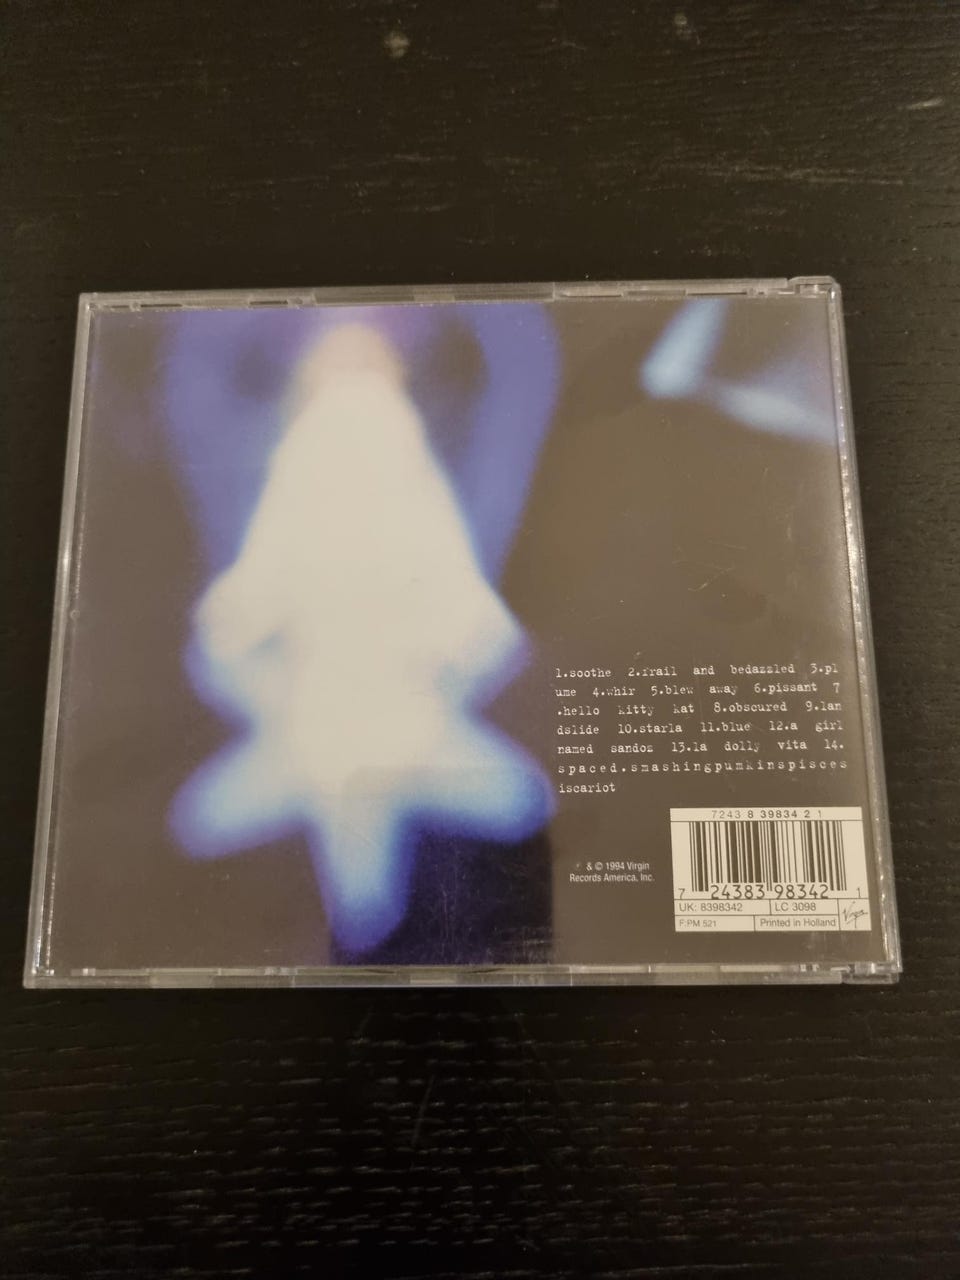 1.soothe 2.frail and bedazzled 3.pl
ume 4.whir 5.blew away 6.pissant 7
.hello kitty kat 8.obscured 9.lan
dslide 10.starla 11.blue 12.a girl
named sandoz 13.la dolly vita 14.
spaced.smashingpumkinspisces
iscariot
7243 8 39834 2 1
7 24383 98342 1
UK: 8398342
LC 3098
F:PM 521
Printed in Holland
Virgin
℗ & © 1994 Virgin
Records America, Inc.